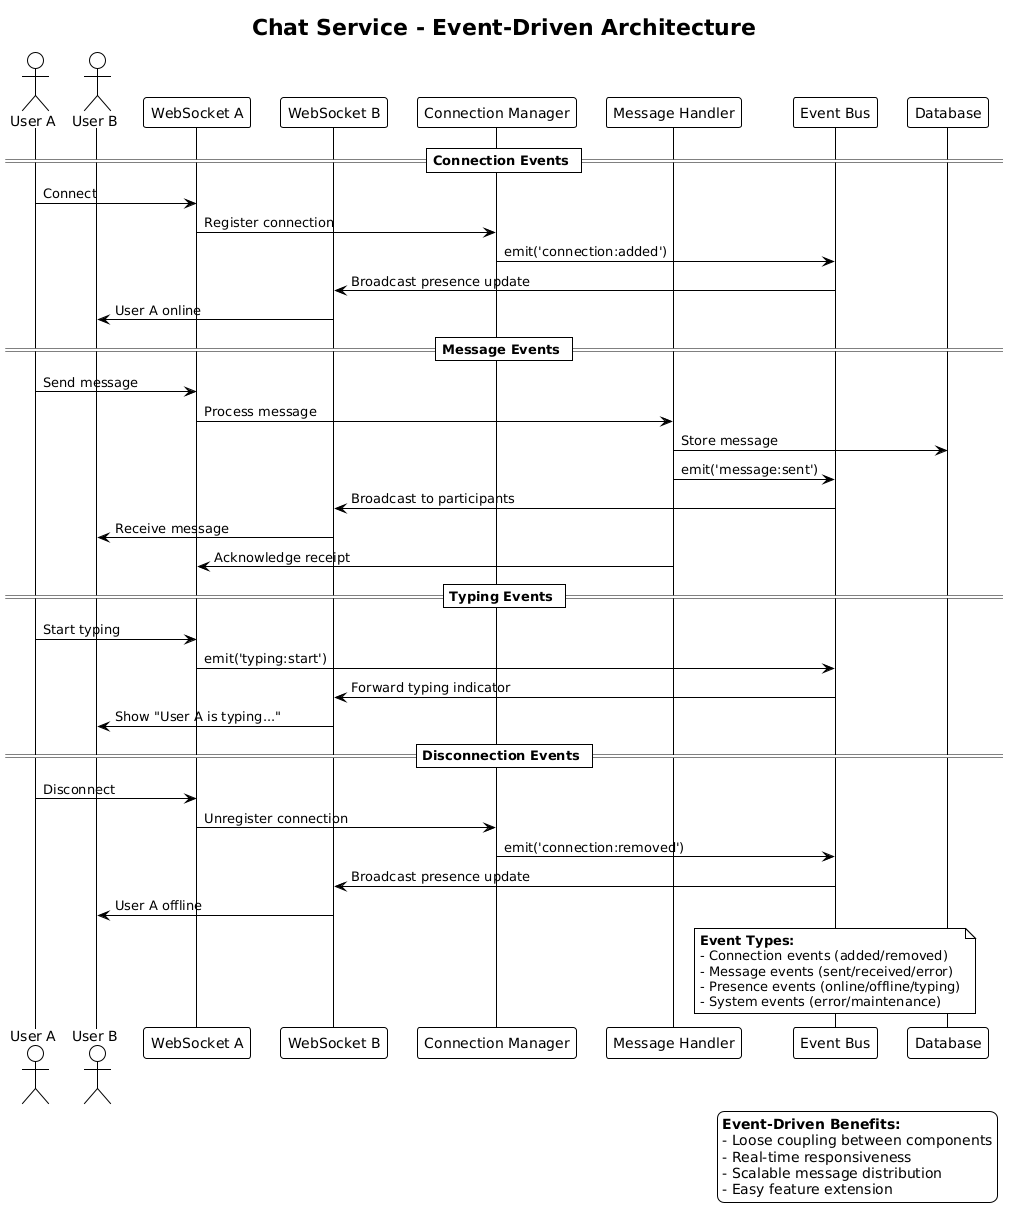 Chat Service - Event-Driven Architecture
User A
User B
WebSocket A
WebSocket B
Connection Manager
Message Handler
Event Bus
Database
Connection Events
Connect
Register connection
emit('connection:added')
Broadcast presence update
User A online
Message Events
Send message
Process message
Store message
emit('message:sent')
Broadcast to participants
Receive message
Acknowledge receipt
Typing Events
Start typing
emit('typing:start')
Forward typing indicator
Show "User A is typing..."
Disconnection Events
Disconnect
Unregister connection
emit('connection:removed')
Broadcast presence update
User A offline
Event Types:
- Connection events (added/removed)
- Message events (sent/received/error)
- Presence events (online/offline/typing)
- System events (error/maintenance)
User A
User B
WebSocket A
WebSocket B
Connection Manager
Message Handler
Event Bus
Database
Event-Driven Benefits:
- Loose coupling between components
- Real-time responsiveness
- Scalable message distribution
- Easy feature extension